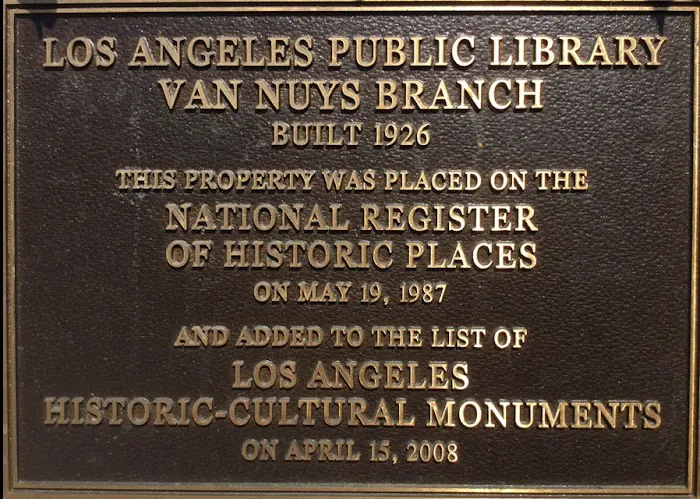 LOS ANGELES PUBLIC LIBRARY
VAN NUYS BRANCH
BUILT 1926
THIS PROPERTY WAS PLACED ON THE
NATIONAL REGISTER
OF HISTORIC PLACES
ON MAY 19, 1987
AND ADDED TO THE LIST OF
LOS ANGELES
HISTORIC-CULTURAL MONUMENTS
ON APRIL 15, 2008